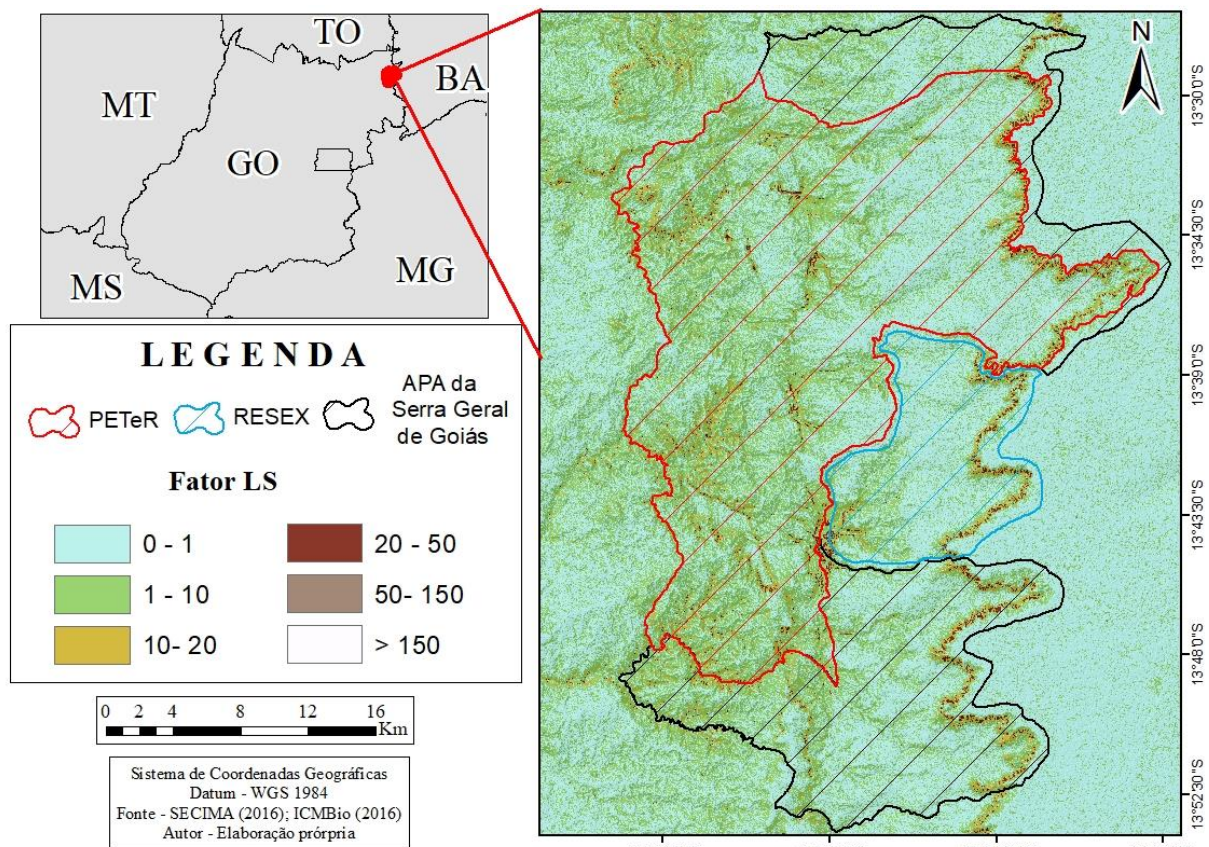 TO
BA
MT
GO
MG
MS
N
13°30'0"S
13°34'30"S
13°39'0"S
13°43'30"S
13°48'0"S
13°52'30"S
LEGENDA
PETeR
RESEX
APA da
Serra Geral
de Goiás
Fator LS
0 - 1
20 - 50
1 - 10
50- 150
10- 20
> 150
0 2 4 8 12 16
Km
Sistema de Coordenadas Geográficas
Datum - WGS 1984
Fonte - SECIMA (2016); ICMBio (2016)
Autor - Elaboração prórpria